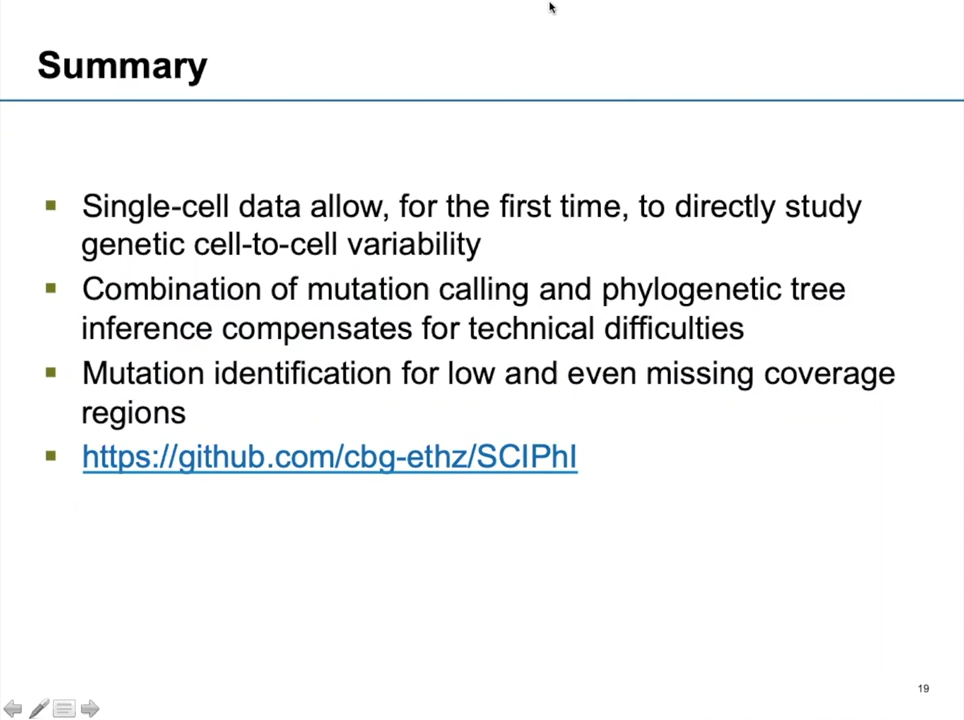 Summary
Single-cell data allow, for the first time, to directly study
genetic cell-to-cell variability
Combination of mutation calling and phylogenetic tree
inference compensates for technical difficulties
Mutation identification for low and even missing coverage
regions
https://github.com/cbg-ethz/SCIPhI
19